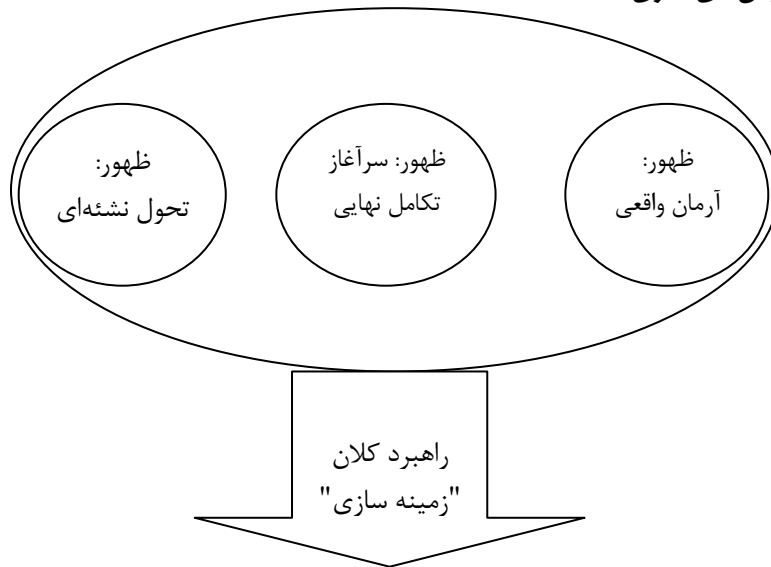 ظهور:
آرمان واقعی
ظهور: سرآغاز
تکامل نهایی
ظهور:
تحول نشئه‌ای
راهبرد کلان
"زمینه سازی"